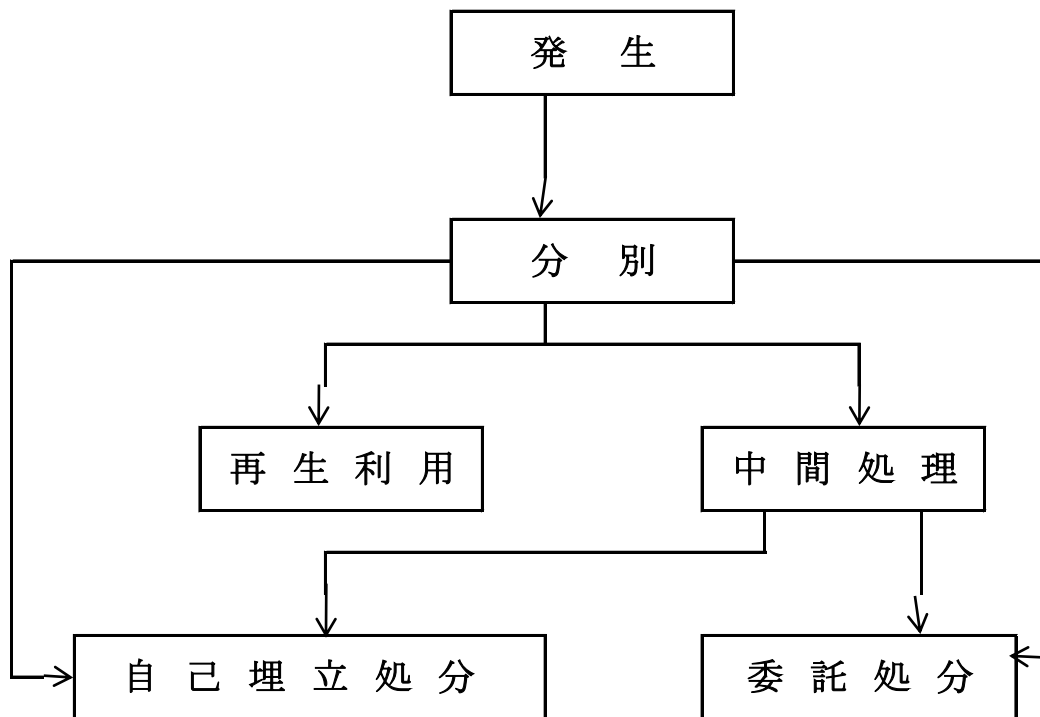 発生
分別
再生利用
中間処理
自己埋立処分
委託処分